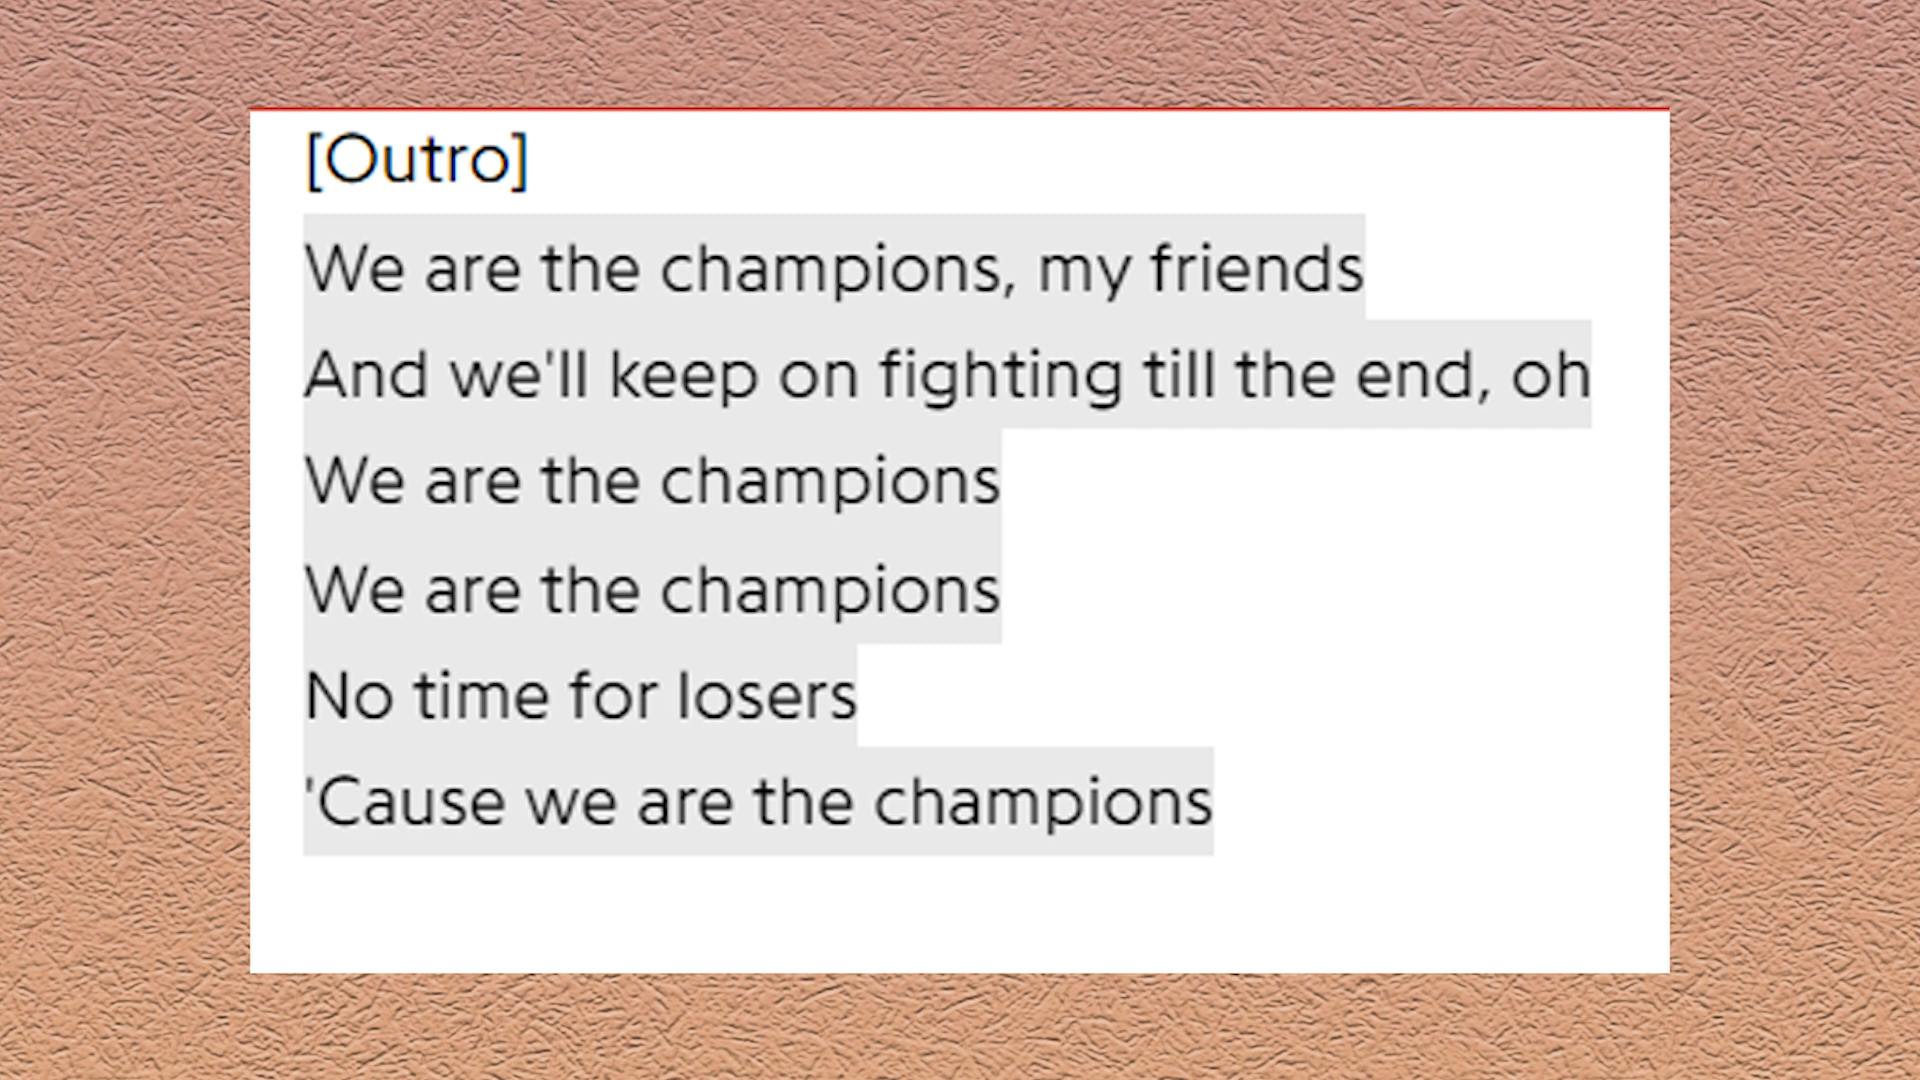 [Outro]
We are the champions, my friends
And we'll keep on fighting till the end, oh
We are the champions
We are the champions
No time for losers
'Cause we are the champions